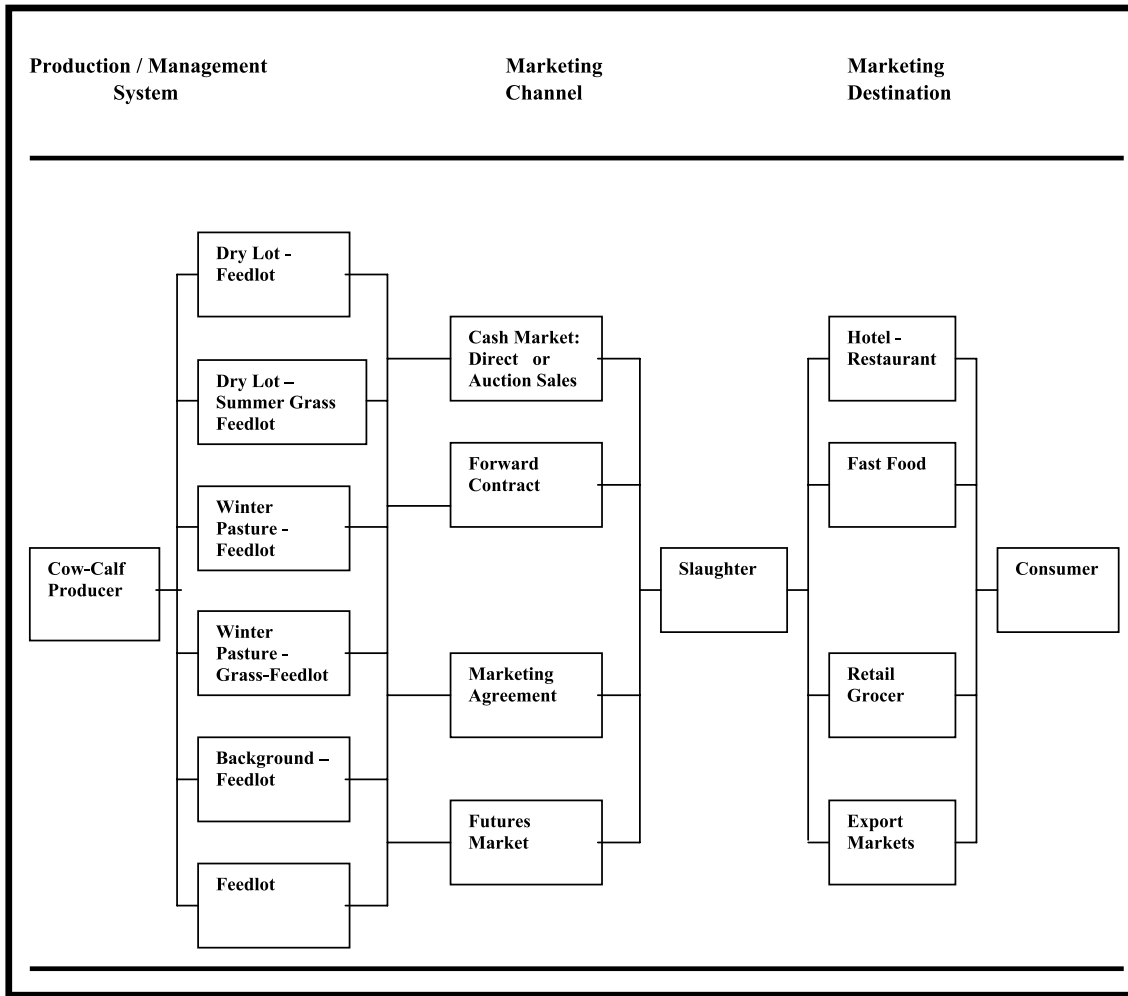 Production / Management
System
Marketing
Channel
Marketing
Destination
Cow-Calf
Producer
Dry Lot -
Feedlot
Dry Lot –
Summer Grass
Feedlot
Winter
Pasture -
Feedlot
Winter
Pasture -
Grass-Feedlot
Background –
Feedlot
Feedlot
Cash Market:
Direct or
Auction Sales
Forward
Contract
Marketing
Agreement
Futures
Market
Slaughter
Hotel -
Restaurant
Fast Food
Retail
Grocer
Export
Markets
Consumer